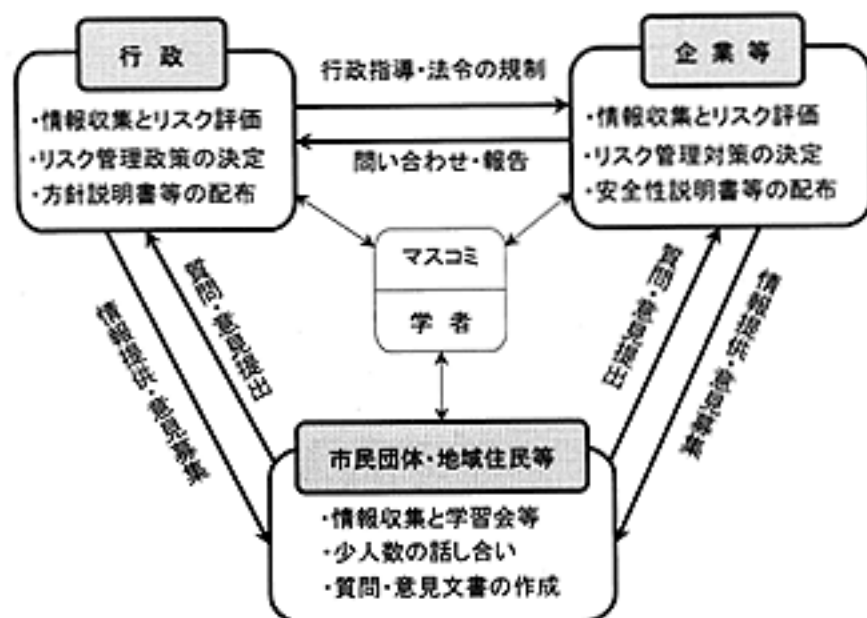 行政
・情報収集とリスク評価
・リスク管理政策の決定
・方針説明書等の配布
行政指導・法令の規制
問い合わせ・報告
企業等
・情報収集とリスク評価
・リスク管理対策の決定
・安全性説明書等の配布
マスコミ
学者
情報提供・意見募集
質問・意見提出
質問・意見提出
情報提供・意見募集
市民団体・地域住民等
・情報収集と学習会等
・少人数の話し合い
・質問・意見文書の作成